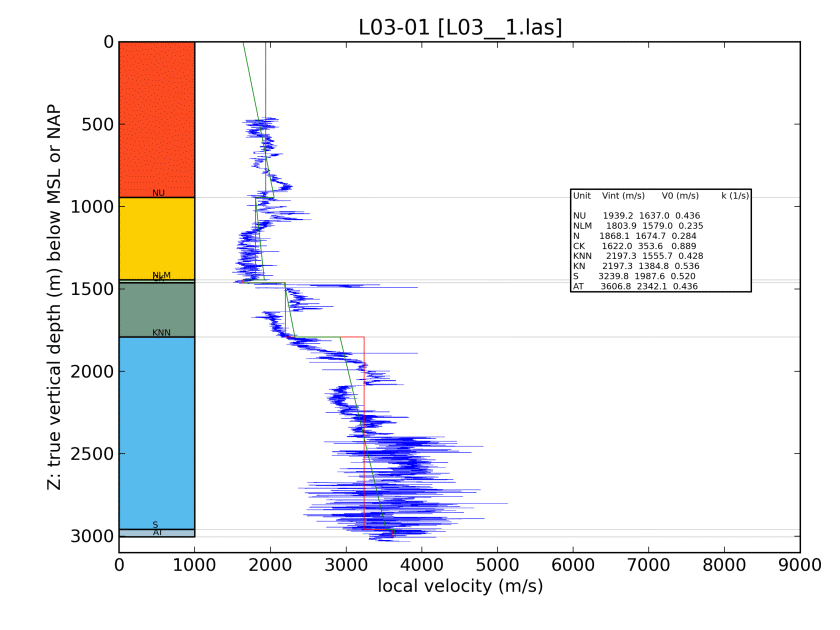 L03-01 [L03__1.las]
0
500
1000
1500
2000
2500
3000
Z: true vertical depth (m) below MSL or NAP
NU
NLM
CK
KNN
S
AT
Unit Vint (m/s) V0 (m/s) k (1/s)
NU 1939.2 1637.0 0.436
NLM 1803.9 1579.0 0.235
N 1868.1 1674.7 0.284
CK 1622.0 353.6 0.889
KNN 2197.3 1555.7 0.428
KN 2197.3 1384.8 0.536
S 3239.8 1987.6 0.520
AT 3606.8 2342.1 0.436
0 1000 2000 3000 4000 5000 6000 7000 8000 9000
local velocity (m/s)